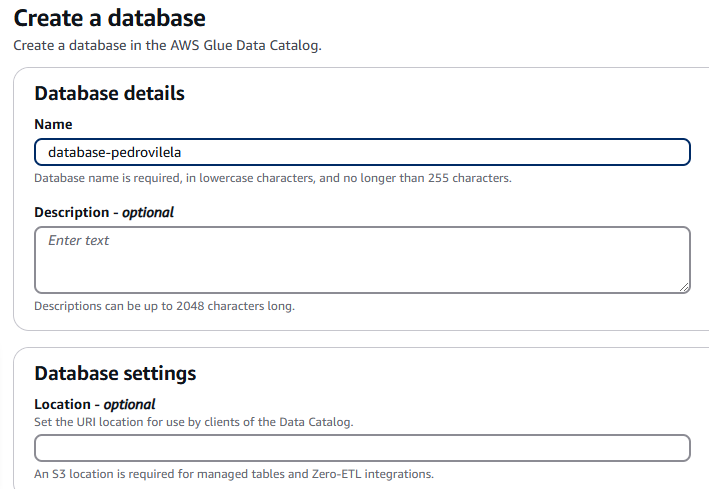 Create a database
Create a database in the AWS Glue Data Catalog.
Database details
Name
database-pedrovilela
Database name is required, in lowercase characters, and no longer than 255 characters.
Description - optional
Enter text
Descriptions can be up to 2048 characters long.
Database settings
Location - optional
Set the URI location for use by clients of the Data Catalog.
An S3 location is required for managed tables and Zero-ETL integrations.